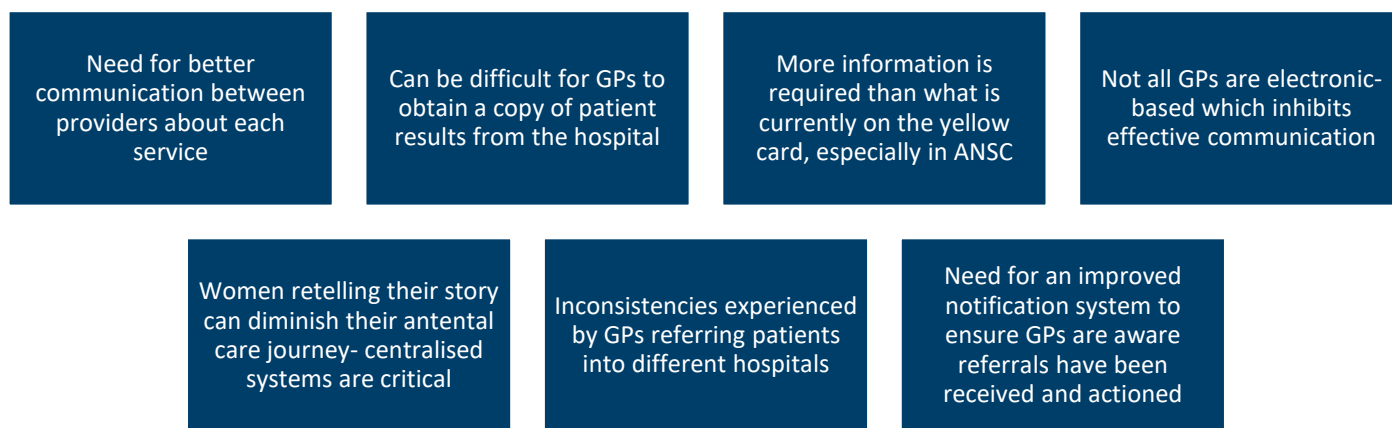 Need for better
communication between
providers about each
service
Can be difficult for GPs to
obtain a copy of patient
results from the hospital
More information is
required than what is
currently on the yellow
card, especially in ANSC
Not all GPs are electronic-
based which inhibits
effective communication
Women retelling their story
can diminish their antental
care journey- centralised
systems are critical
Inconsistencies experienced
by GPs referring patients
into different hospitals
Need for an improved
notification system to
ensure GPs are aware
referrals have been
received and actioned